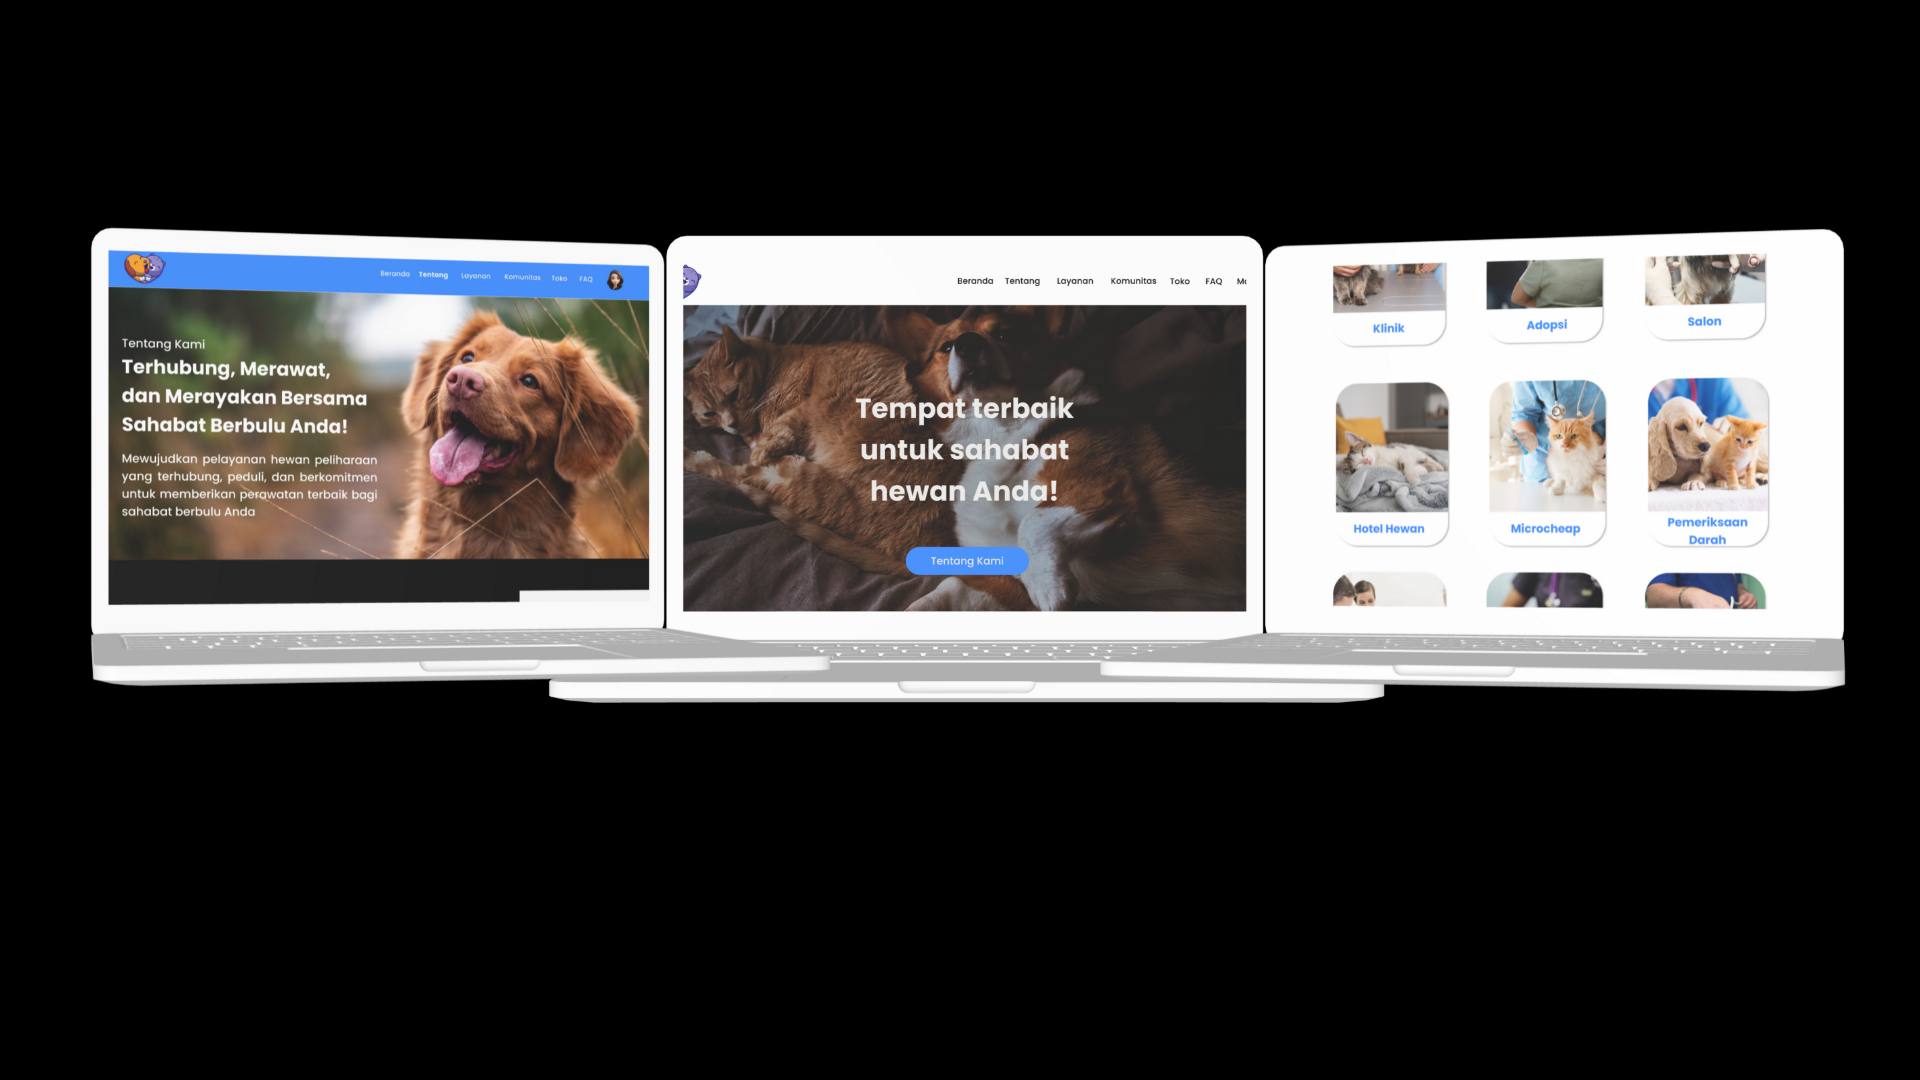 Beranda Tentang Layanan Komunitas Toko FAQ
Tentang Kami
Terhubung, Merawat,
dan Merayakan Bersama
Sahabat Berbulu Anda!
Mewujudkan pelayanan hewan peliharaan
yang terhubung, peduli, dan berkomitmen
untuk memberikan perawatan terbaik bagi
sahabat berbulu Anda
Beranda Tentang Layanan Komunitas Toko FAQ
Tempat terbaik
untuk sahabat
hewan Anda!
Tentang Kami
Klinik
Adopsi
Salon
Hotel Hewan
Microcheap
Pemeriksaan
Darah